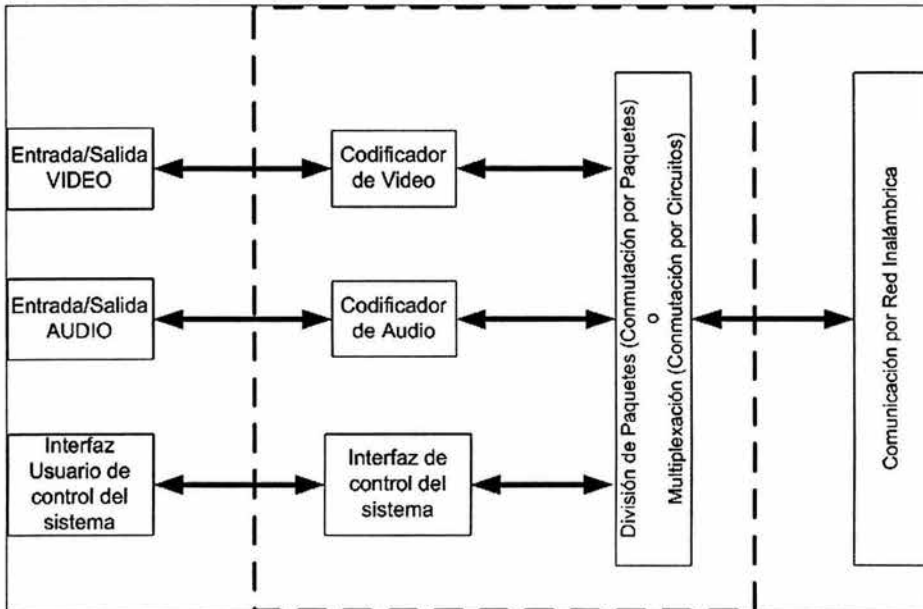 Entrada/Salida
VIDEO
Codificador
de Video
Entrada/Salida
AUDIO
Codificador
de Audio
Interfaz
Usuario de
control del
sistema
Interfaz de
control del
sistema
División de Paquetes (Conmutación por Paquetes)
O
Multiplexación (Conmutación por Circuitos)
Comunicación por Red Inalámbrica